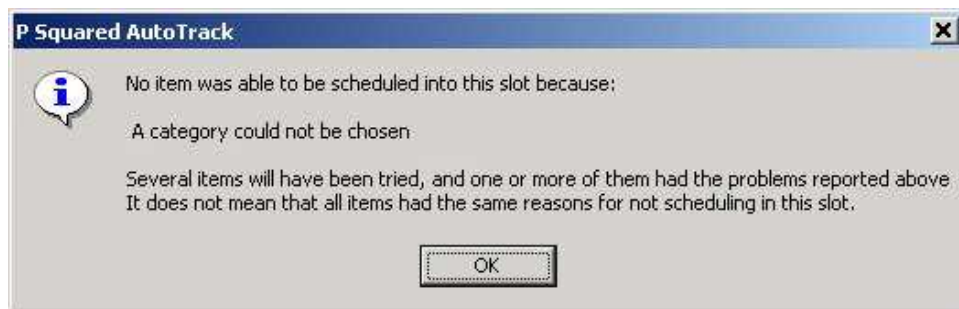 P Squared AutoTrack
No item was able to be scheduled into this slot because:
A category could not be chosen
Several items will have been tried, and one or more of them had the problems reported above
It does not mean that all items had the same reasons for not scheduling in this slot.
OK